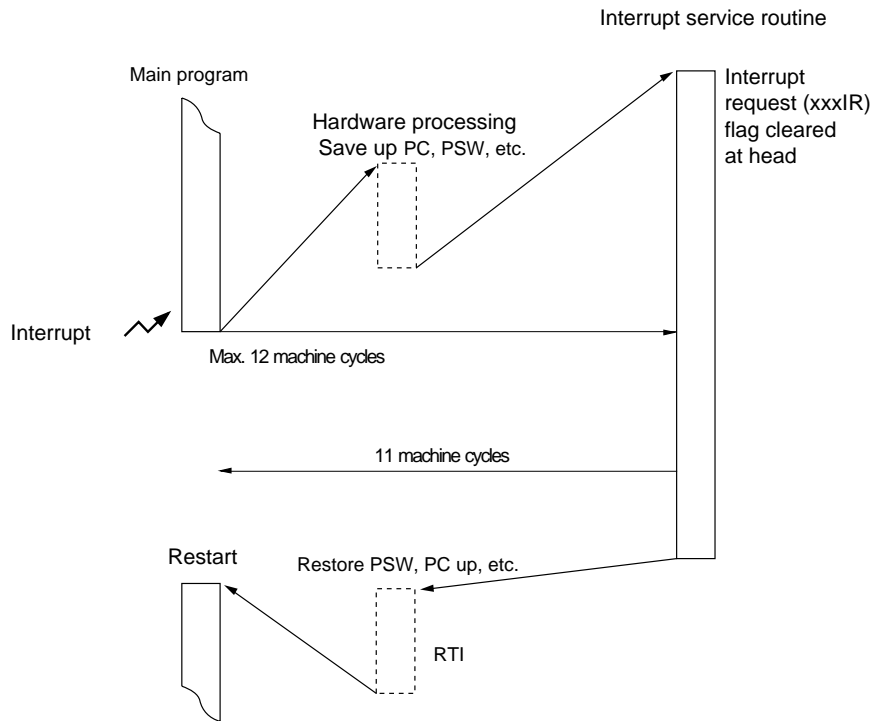 Interrupt service routine
Main program
Interrupt
request (xxxIR)
flag cleared
at head
Hardware processing
Save up PC, PSW, etc.
Interrupt
Max. 12 machine cycles
11 machine cycles
Restart
Restore PSW, PC up, etc.
RTI